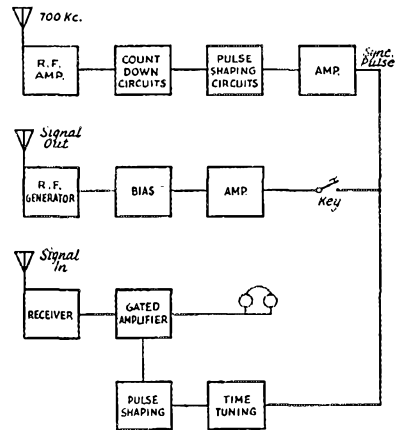 700 Kc.
R.F.
AMP.
COUNT
DOWN
CIRCUITS
PULSE
SHAPING
CIRCUITS
AMP.
Sync.
Pulse
Signal
Out
R.F.
GENERATOR
BIAS
AMP.
Key
Signal
In
RECEIVER
GATED
AMPLIFIER
PULSE
SHAPING
TIME
TUNING